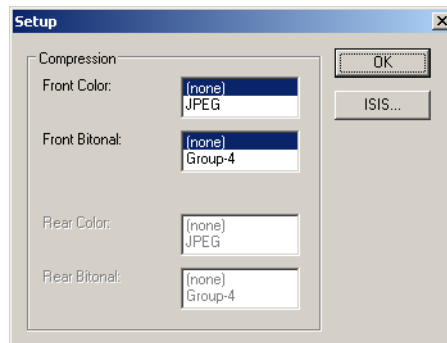 Setup
Compression
OK
Front Color:
(none)
JPEG
ISIS...
Front Bitonal:
(none)
Group-4
Rear Color:
(none)
JPEG
Rear Bitonal:
(none)
Group-4